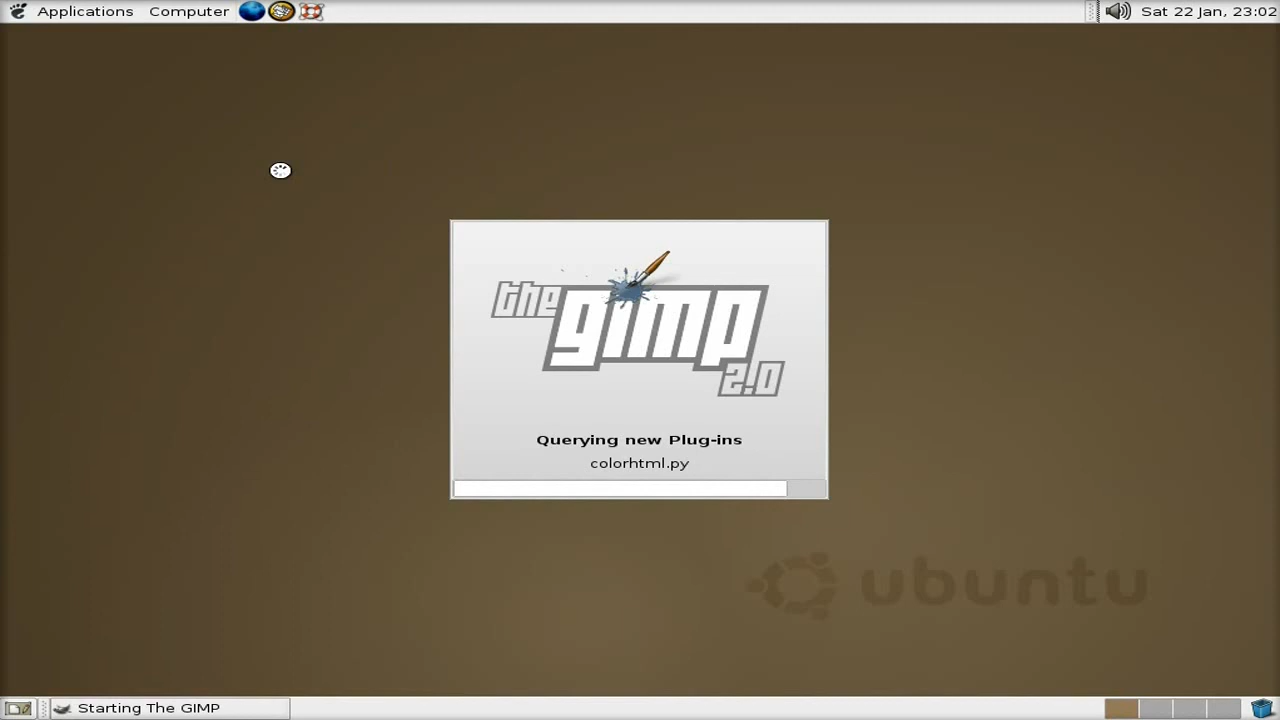 Applications Computer Sat 22 Jan, 23:02
the
gimp
2.0
Querying new Plug-ins
colorhtml.py
ubuntu
Starting The GIMP